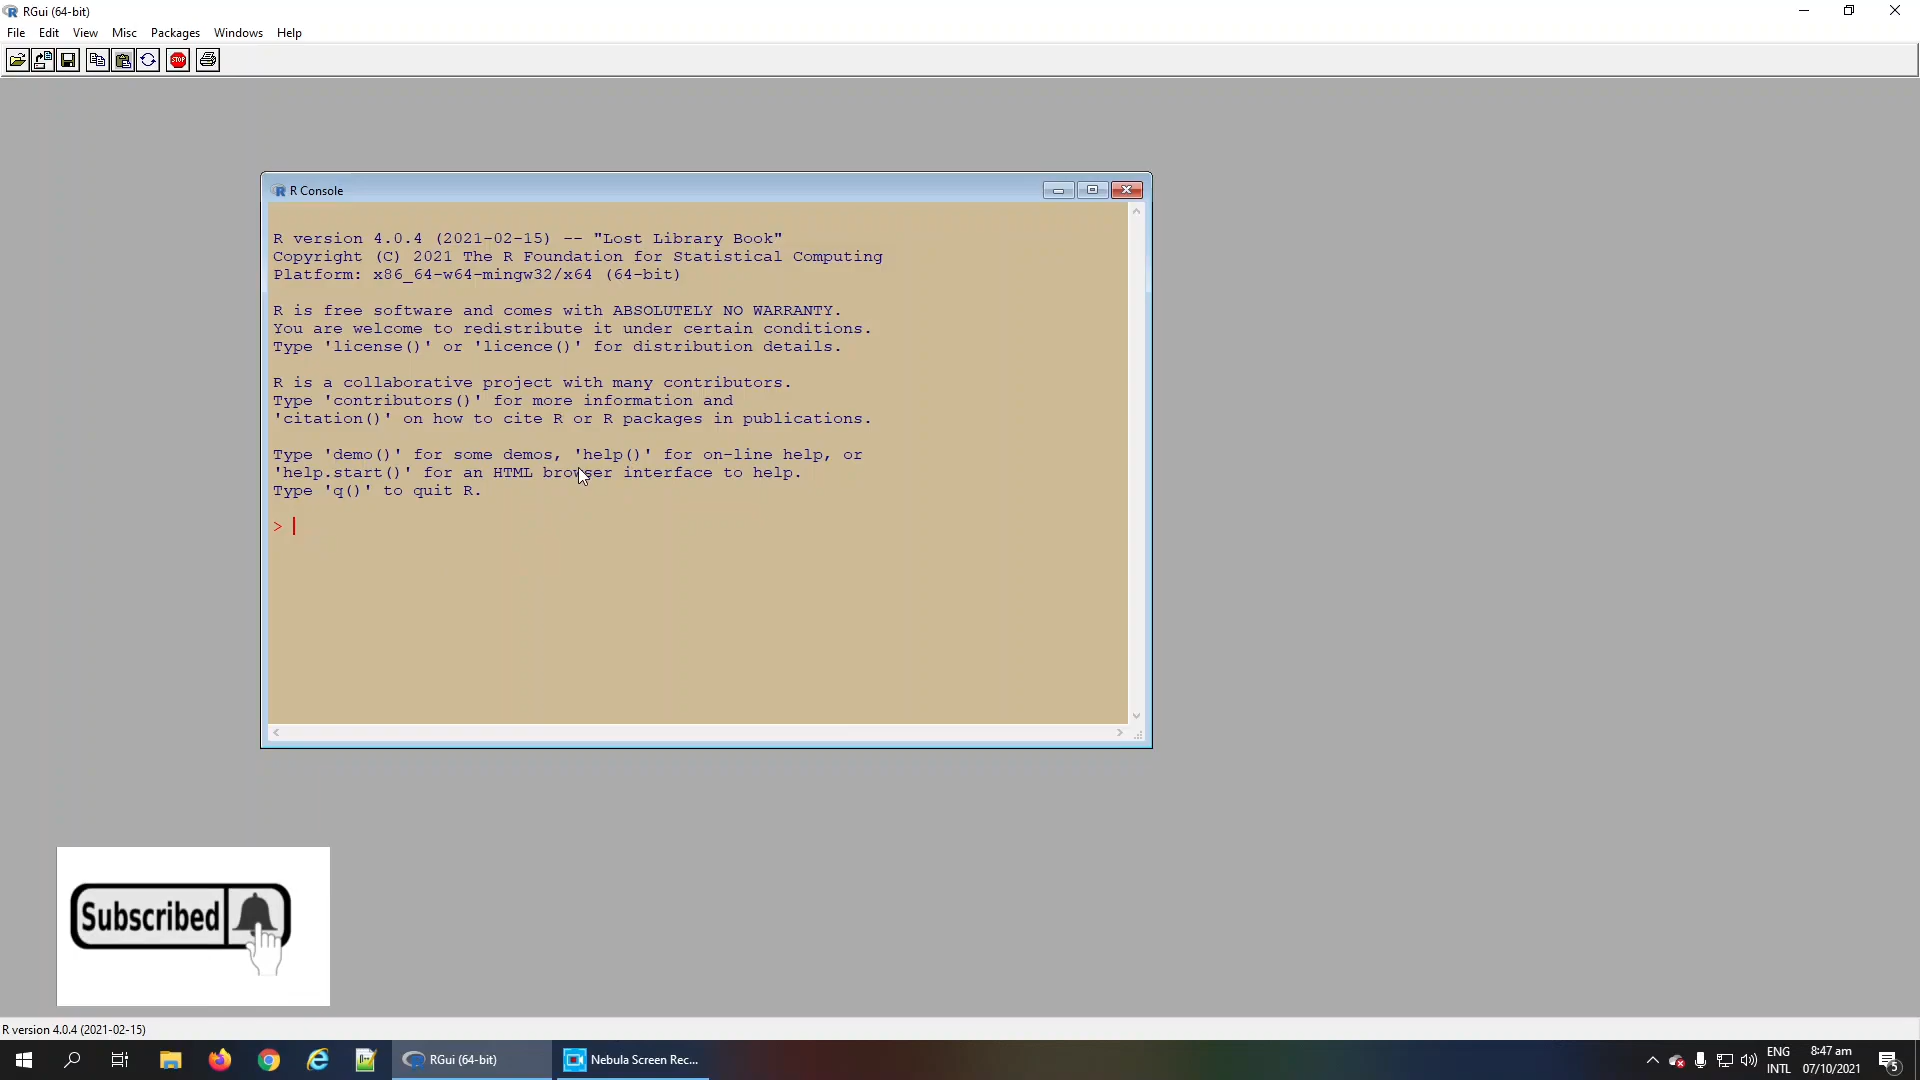 RGui (64-bit)
File Edit View Misc Packages Windows Help
STOP
R Console
R version 4.0.4 (2021-02-15) -- "Lost Library Book"
Copyright (C) 2021 The R Foundation for Statistical Computing
Platform: x86_64-w64-mingw32/x64 (64-bit)
R is free software and comes with ABSOLUTELY NO WARRANTY.
You are welcome to redistribute it under certain conditions.
Type 'license()' or 'licence()' for distribution details.
R is a collaborative project with many contributors.
Type 'contributors()' for more information and
'citation()' on how to cite R or R packages in publications.
Type 'demo()' for some demos, 'help()' for on-line help, or
'help.start()' for an HTML browser interface to help.
Type 'q()' to quit R.
>
Subscribed
R version 4.0.4 (2021-02-15)
RGui (64-bit) Nebula Screen Rec... ENG 8:47 am
INTL 07/10/2021 5